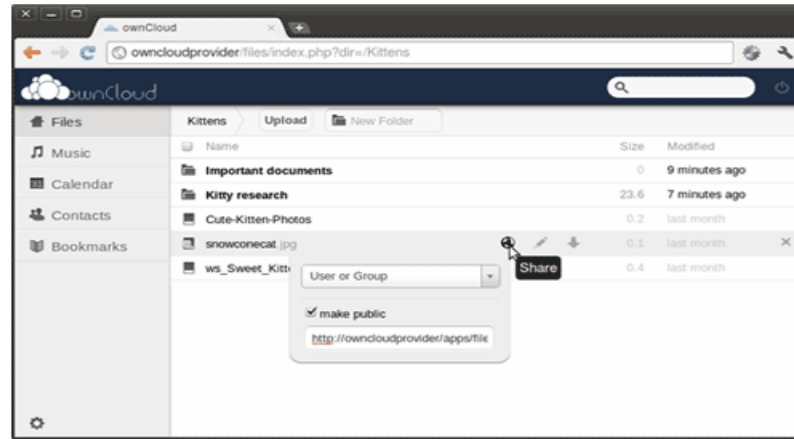 ownCloud
owncloudprovider/files/index.php?dir=/Kittens
ownCloud
Files
Music
Calendar
Contacts
Bookmarks
Kittens Upload New Folder
Name Size Modified
Important documents 0 9 minutes ago
Kitty research 23.6 7 minutes ago
Cute-Kitten-Photos 0.2 last month
snowconecat.jpg 0.1 last month
Share
ws_Sweet_Kitt 0.4 last month
User or Group
make public
http://owncloudprovider/apps/file